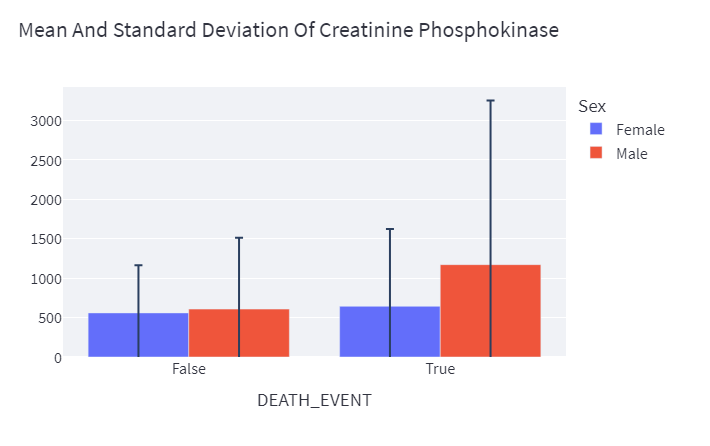 Mean And Standard Deviation Of Creatinine Phosphokinase
3000
2500
2000
1500
1000
500
0
False
True
DEATH_EVENT
Sex
Female
Male